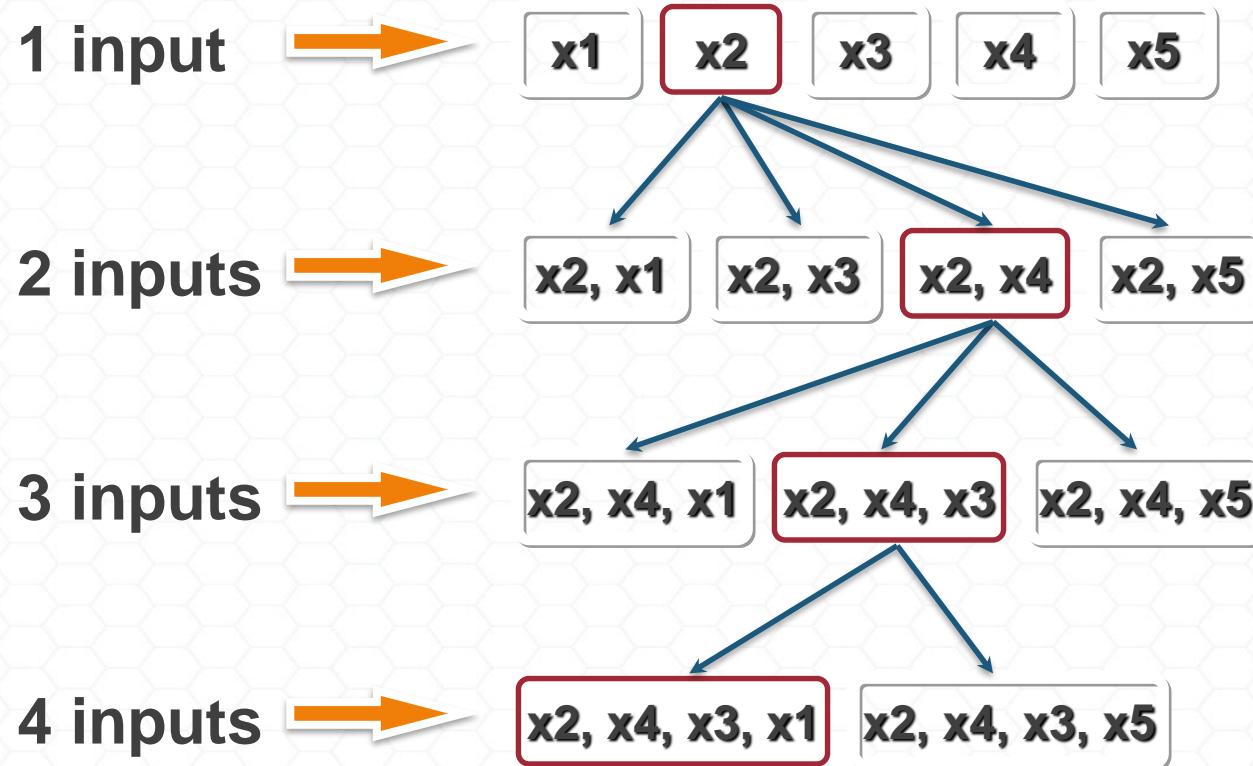 1 input x1 x2 x3 x4 x5
2 inputs x2, x1 x2, x3 x2, x4 x2, x5
3 inputs x2, x4, x1 x2, x4, x3 x2, x4, x5
4 inputs x2, x4, x3, x1 x2, x4, x3, x5